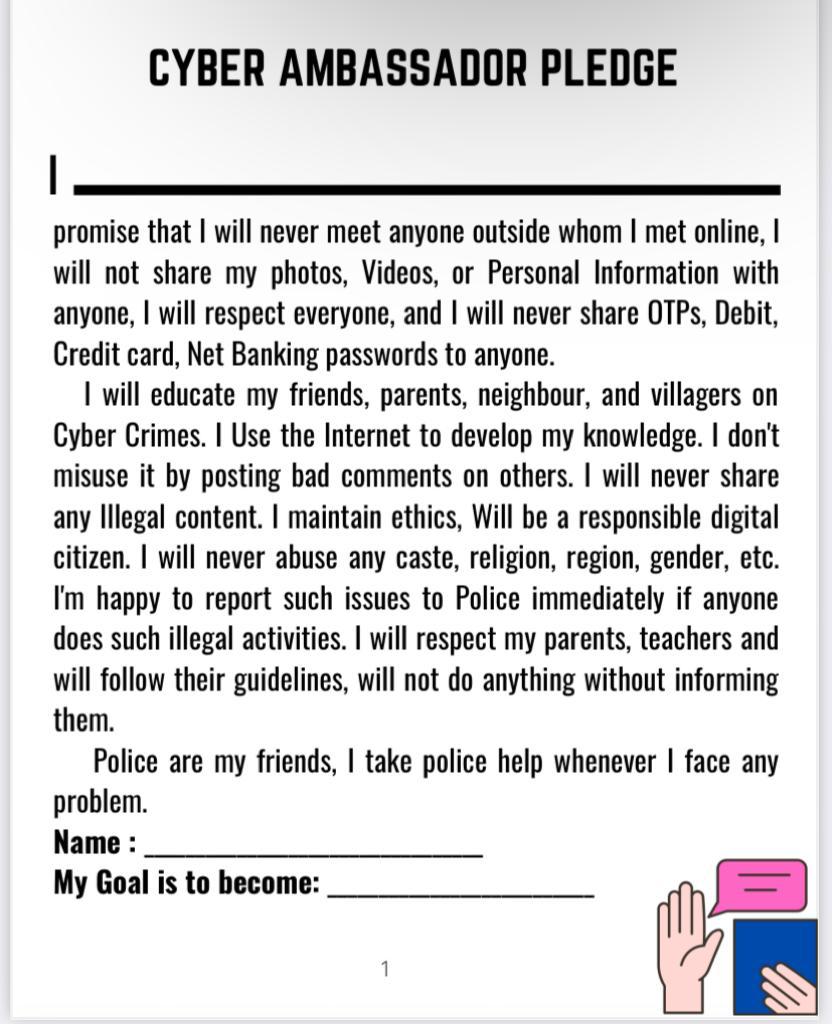 CYBER AMBASSADOR PLEDGE
I ____________________
promise that I will never meet anyone outside whom I met online, I
will not share my photos, Videos, or Personal Information with
anyone, I will respect everyone, and I will never share OTPs, Debit,
Credit card, Net Banking passwords to anyone.
I will educate my friends, parents, neighbour, and villagers on
Cyber Crimes. I Use the Internet to develop my knowledge. I don't
misuse it by posting bad comments on others. I will never share
any Illegal content. I maintain ethics, Will be a responsible digital
citizen. I will never abuse any caste, religion, region, gender, etc.
I'm happy to report such issues to Police immediately if anyone
does such illegal activities. I will respect my parents, teachers and
will follow their guidelines, will not do anything without informing
them.
Police are my friends, I take police help whenever I face any
problem.
Name : ____________________
My Goal is to become: ____________________
1